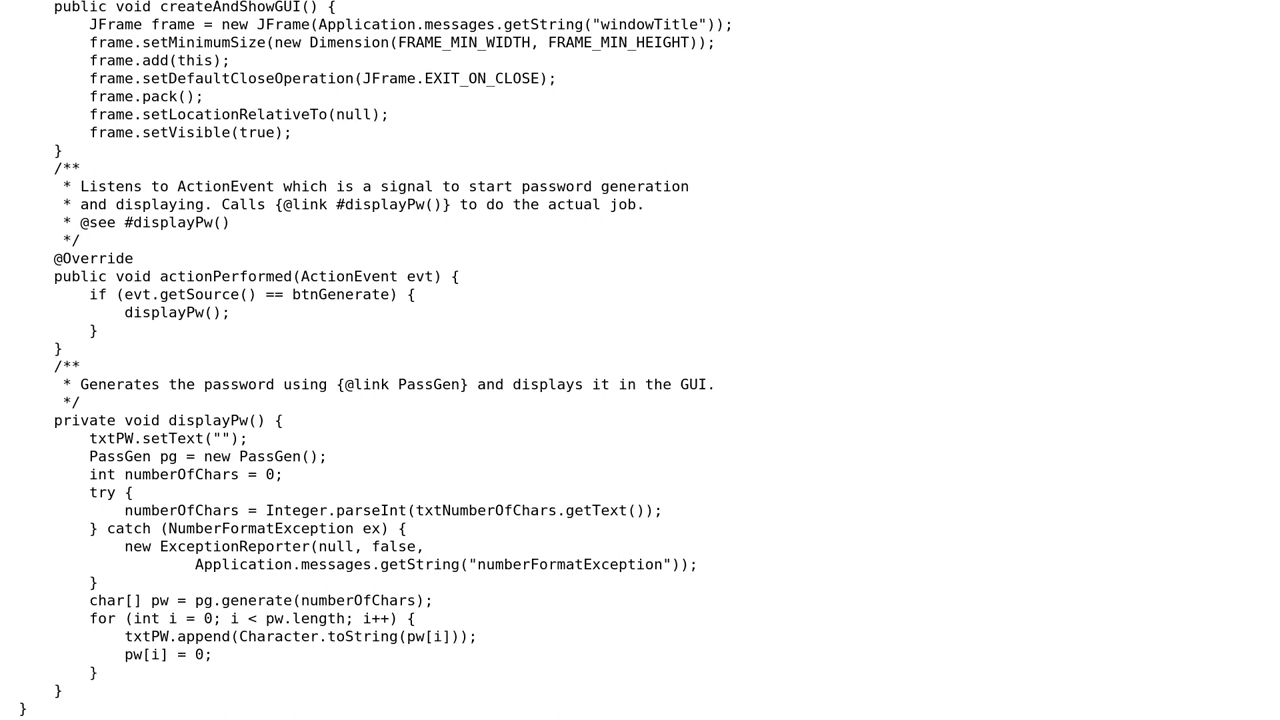 public void createAndShowGUI() {
        JFrame frame = new JFrame(Application.messages.getString("windowTitle"));
        frame.setMinimumSize(new Dimension(FRAME_MIN_WIDTH, FRAME_MIN_HEIGHT));
        frame.add(this);
        frame.setDefaultCloseOperation(JFrame.EXIT_ON_CLOSE);
        frame.pack();
        frame.setLocationRelativeTo(null);
        frame.setVisible(true);
    }
    /**
     * Listens to ActionEvent which is a signal to start password generation
     * and displaying. Calls {@link #displayPw()} to do the actual job.
     * @see #displayPw()
     */
    @Override
    public void actionPerformed(ActionEvent evt) {
        if (evt.getSource() == btnGenerate) {
            displayPw();
        }
    }
    /**
     * Generates the password using {@link PassGen} and displays it in the GUI.
     */
    private void displayPw() {
        txtPW.setText("");
        PassGen pg = new PassGen();
        int numberOfChars = 0;
        try {
            numberOfChars = Integer.parseInt(txtNumberOfChars.getText());
        } catch (NumberFormatException ex) {
            new ExceptionReporter(null, false,
                    Application.messages.getString("numberFormatException"));
        }
        char[] pw = pg.generate(numberOfChars);
        for (int i = 0; i < pw.length; i++) {
            txtPW.append(Character.toString(pw[i]));
            pw[i] = 0;
        }
    }
}